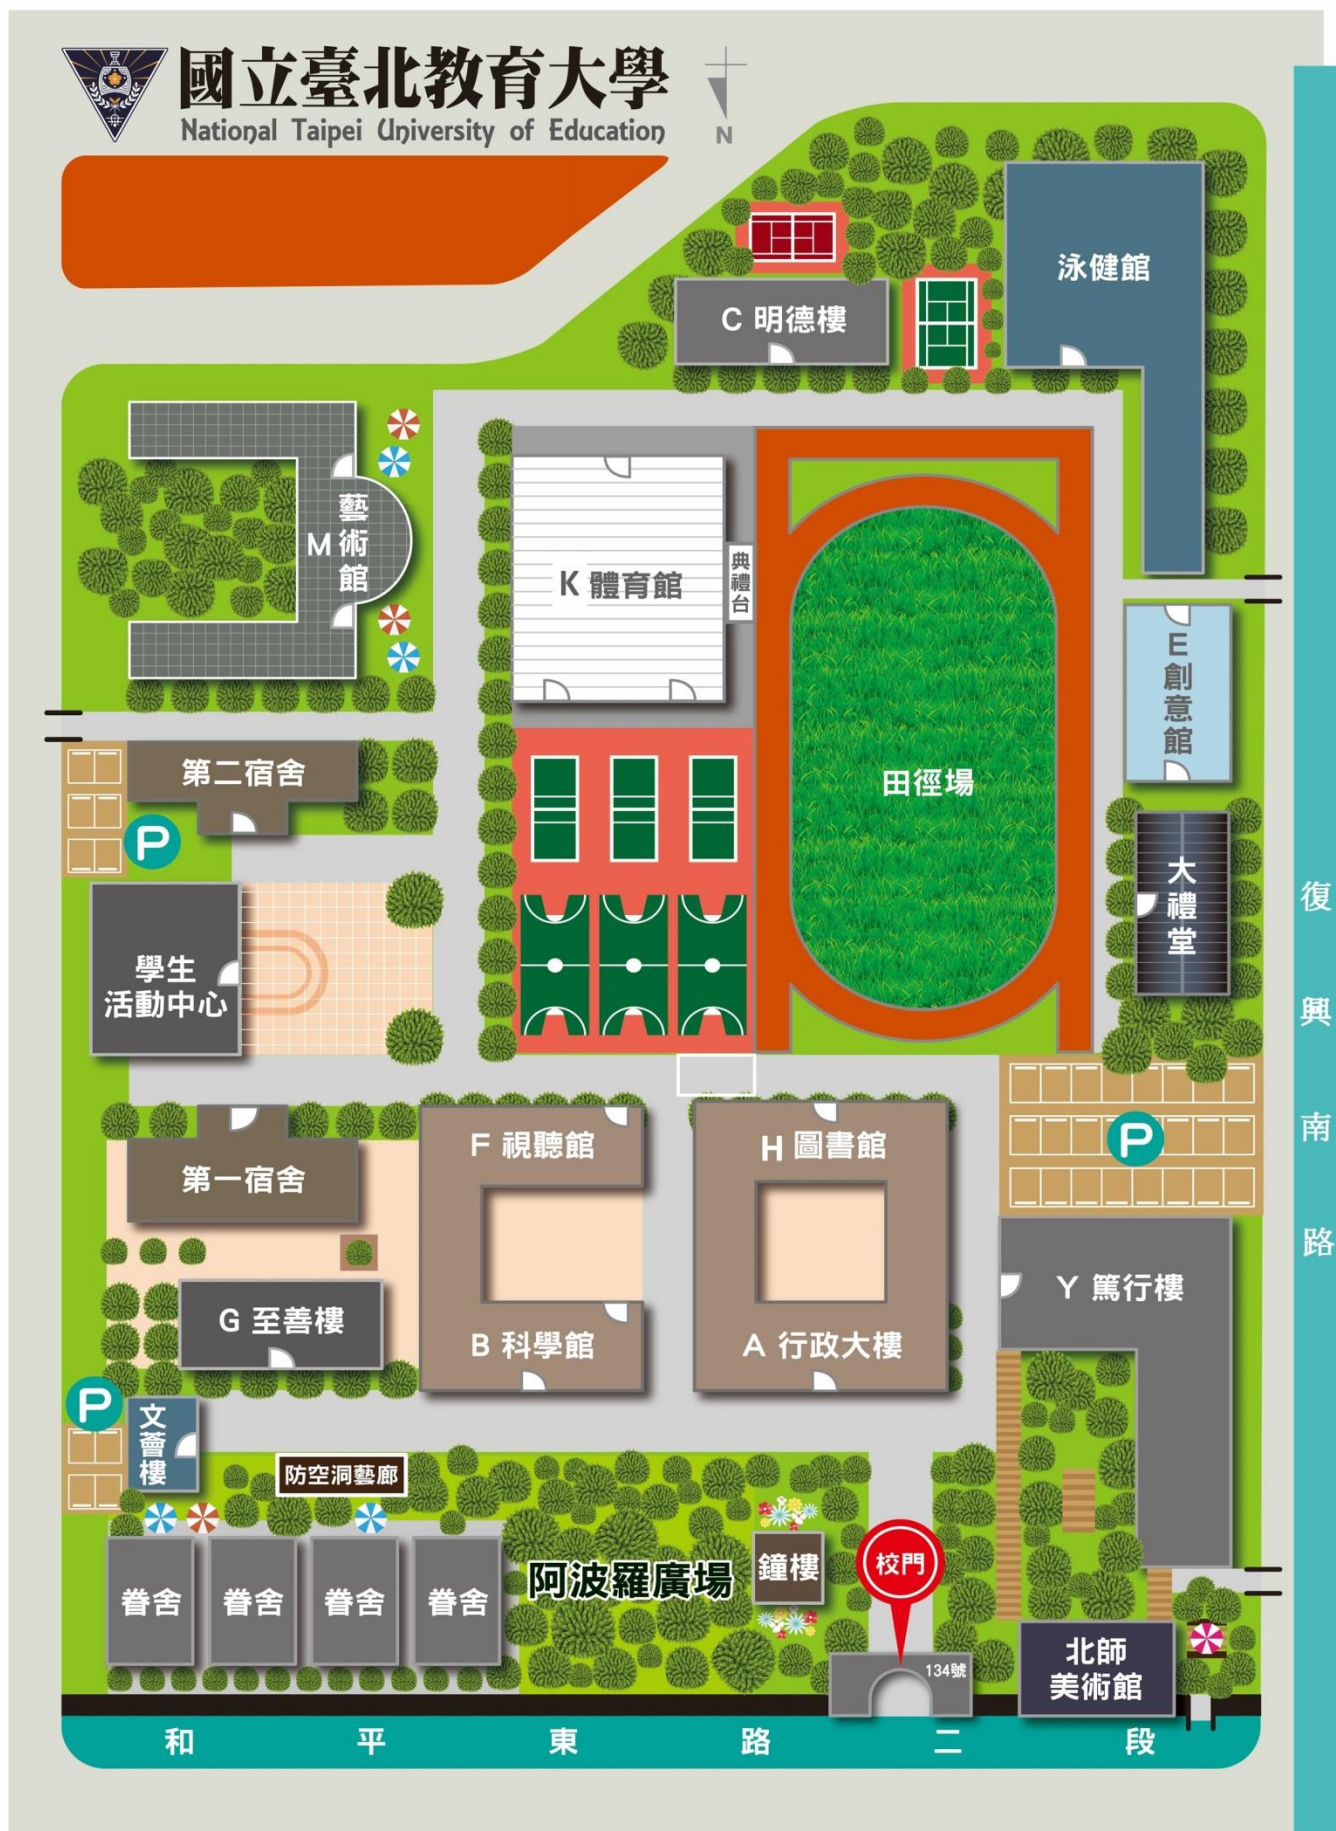 國立臺北教育大學
National Taipei University of Education
N
泳健館
C 明德樓
M 藝術館
K 體育館
典禮台
E 創意館
第二宿舍
田徑場
P
大禮堂
學生
活動中心
復興南路
F 視聽館
H 圖書館
P
第一宿舍
Y 篤行樓
G 至善樓
B 科學館
A 行政大樓
P
文薈樓
防空洞藝廊
阿波羅廣場
鐘樓
校門
眷舍
眷舍
眷舍
眷舍
134號
北師
美術館
和平東路二段